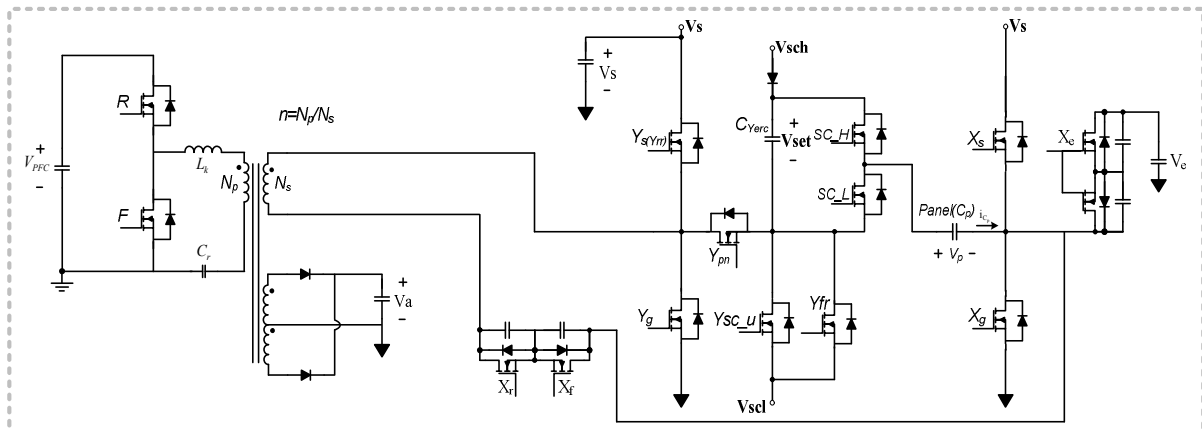 Vs
Vs
+
Vs
-
Vsch
R
n=Np/Ns
+
VPFC
-
Lk
Np
Ns
F
Cr
+
Va
-
Ys(Yrr)
CYerc
+
Vset
-
SC_H
SC_L
Xs
Xe
Ve
Panel(Cp)
iCp
+ Vp -
Ypn
Yg
Ysc_u
Yfr
Xg
Xr
Xf
Vscl